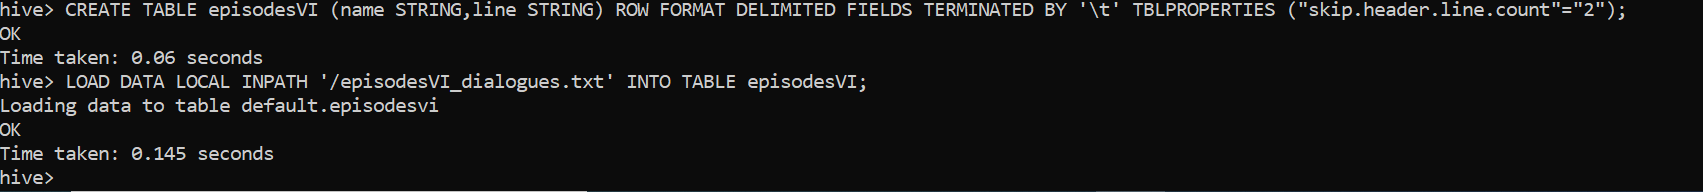 hive> CREATE TABLE episodesVI (name STRING,line STRING) ROW FORMAT DELIMITED FIELDS TERMINATED BY '\t' TBLPROPERTIES ("skip.header.line.count"="2");
OK
Time taken: 0.06 seconds
hive> LOAD DATA LOCAL INPATH '/episodesVI_dialogues.txt' INTO TABLE episodesVI;
Loading data to table default.episodesvi
OK
Time taken: 0.145 seconds
hive>